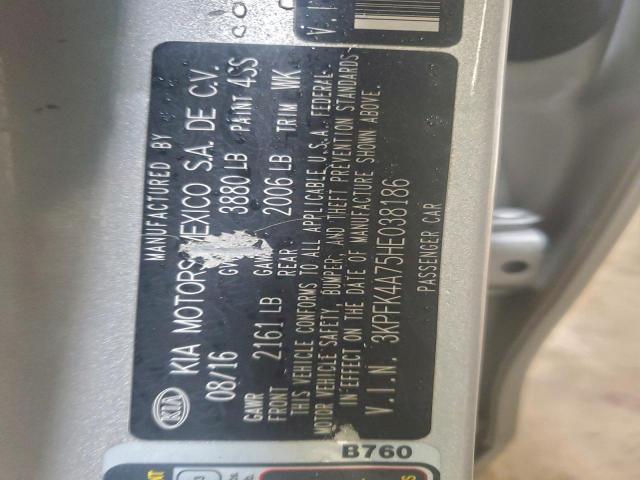 MANUFACTURED BY
KIA KIA MOTORS MEXICO S.A. DE C.V.
08/16 3880 LB PAINT 4SS
GAWR
FRONT 2161 LB REAR 2006 LB TRIM WK
THIS VEHICLE CONFORMS TO ALL APPLICABLE U.S.A. FEDERAL
MOTOR VEHICLE SAFETY, BUMPER, AND THEFT PREVENTION STANDARDS
IN EFFECT ON THE DATE OF MANUFACTURE SHOWN ABOVE.
V.I.N. 3KPFK4A75HE038186
PASSENGER CAR
B760